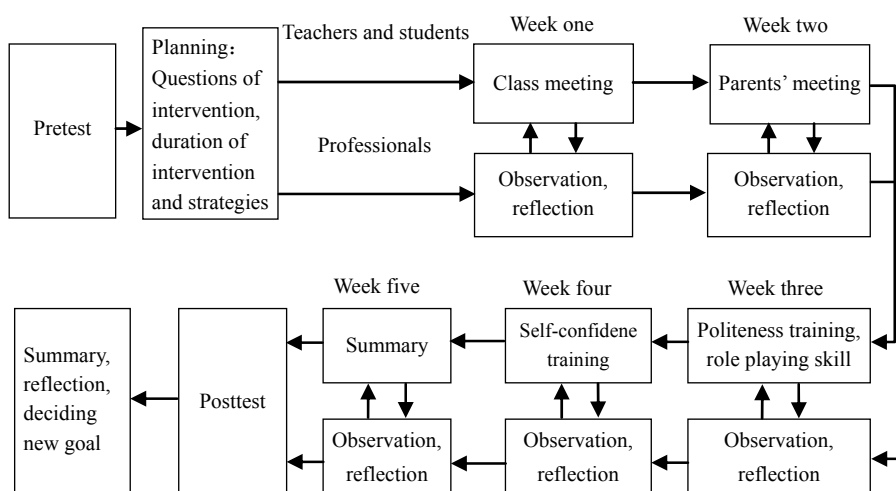 Pretest
Planning：
Questions of
intervention,
duration of
intervention
and strategies
Teachers and students
Professionals
Week one
Class meeting
Observation,
reflection
Week two
Parents’ meeting
Observation,
reflection
Week three
Politeness training,
role playing skill
Observation,
reflection
Week four
Self-confidene
training
Observation,
reflection
Week five
Summary
Observation,
reflection
Posttest
Summary,
reflection,
deciding
new goal